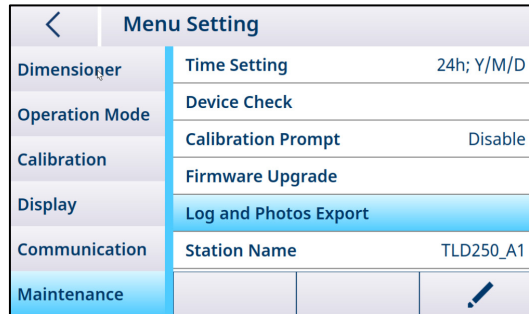 Menu Setting
Dimensioner
Operation Mode
Calibration
Display
Communication
Maintenance
Time Setting 24h; Y/M/D
Device Check
Calibration Prompt Disable
Firmware Upgrade
Log and Photos Export
Station Name TLD250_A1